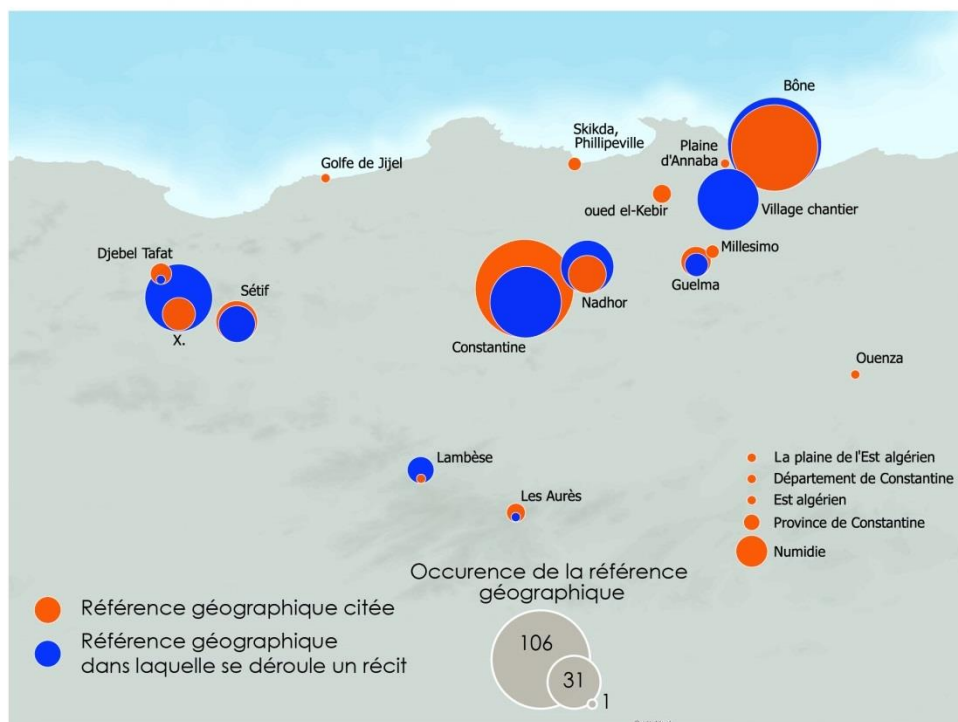 Bône
Skikda,
Phillipeville
Plaine
d'Annaba
Golfe de Jijel
oued el-Kebir
Village chantier
Djebel Tafat
Millesimo
Sétif
Guelma
Nadhor
X.
Constantine
Ouenza
Lambèse
La plaine de l'Est algérien
Département de Constantine
Les Aurès
Est algérien
Province de Constantine
Numidie
Occurence de la référence
géographique
Référence géographique citée
Référence géographique
dans laquelle se déroule un récit
106
31
1